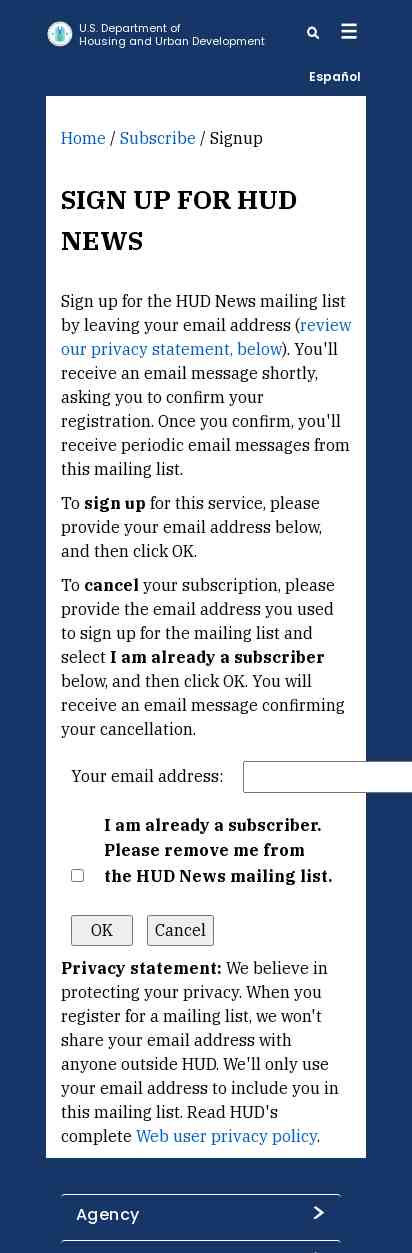 U.S. Department of
Housing and Urban Development
Español
Home / Subscribe / Signup
SIGN UP FOR HUD
NEWS
Sign up for the HUD News mailing list
by leaving your email address (review
our privacy statement, below). You'll
receive an email message shortly,
asking you to confirm your
registration. Once you confirm, you'll
receive periodic email messages from
this mailing list.
To sign up for this service, please
provide your email address below,
and then click OK.
To cancel your subscription, please
provide the email address you used
to sign up for the mailing list and
select I am already a subscriber
below, and then click OK. You will
receive an email message confirming
your cancellation.
Your email address:
I am already a subscriber.
Please remove me from
the HUD News mailing list.
OK Cancel
Privacy statement: We believe in
protecting your privacy. When you
register for a mailing list, we won't
share your email address with
anyone outside HUD. We'll only use
your email address to include you in
this mailing list. Read HUD's
complete Web user privacy policy.
Agency